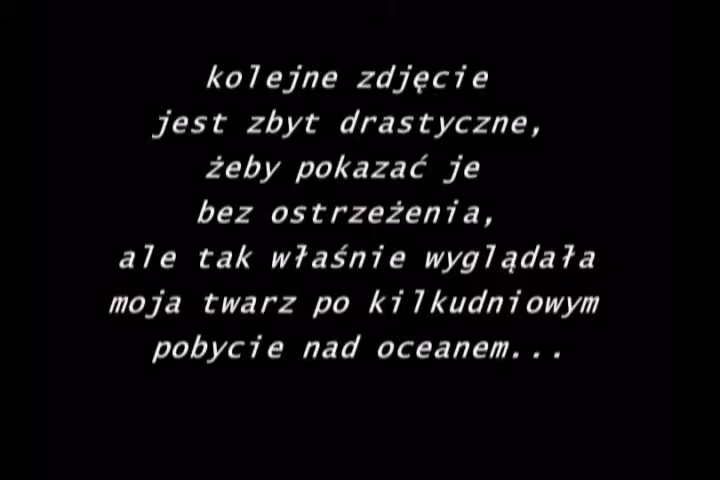 kolejne zdjęcie
jest zbyt drastyczne,
żeby pokazać je
bez ostrzeżenia,
ale tak właśnie wyglądała
moja twarz po kilkudniowym
pobycie nad oceanem...